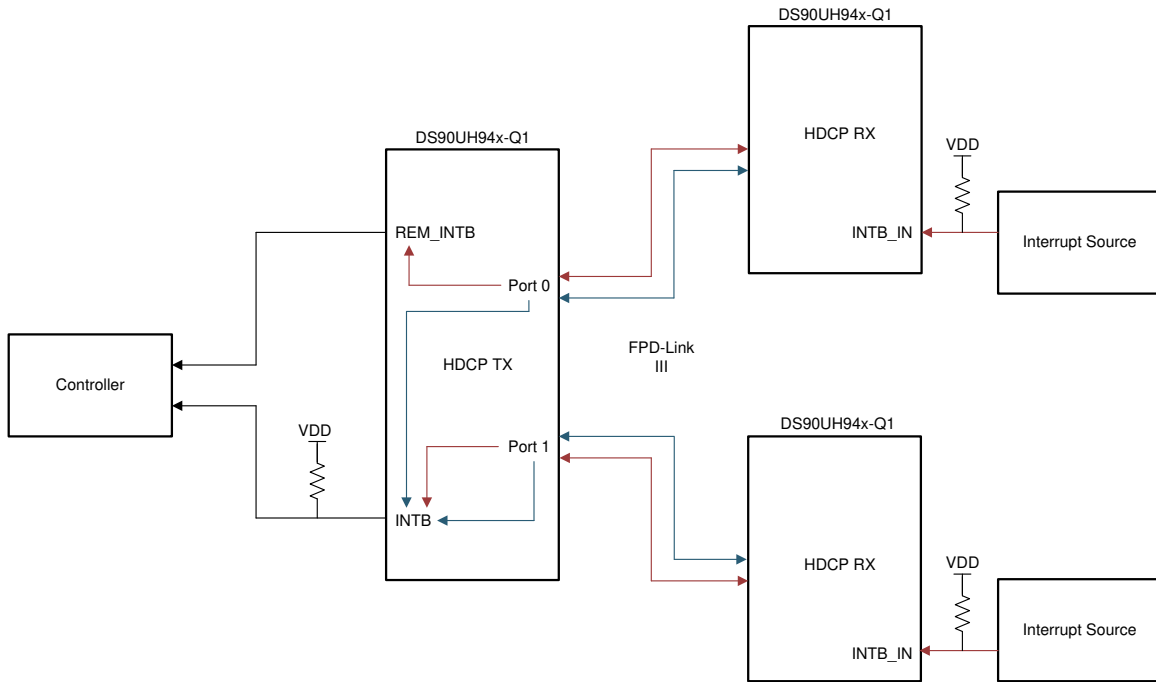 DS90UH94x-Q1
HDCP RX
VDD
INTB_IN
Interrupt Source
DS90UH94x-Q1
REM_INTB
Port 0
HDCP TX
FPD-Link
III
Controller
VDD
Port 1
INTB
DS90UH94x-Q1
HDCP RX
VDD
INTB_IN
Interrupt Source